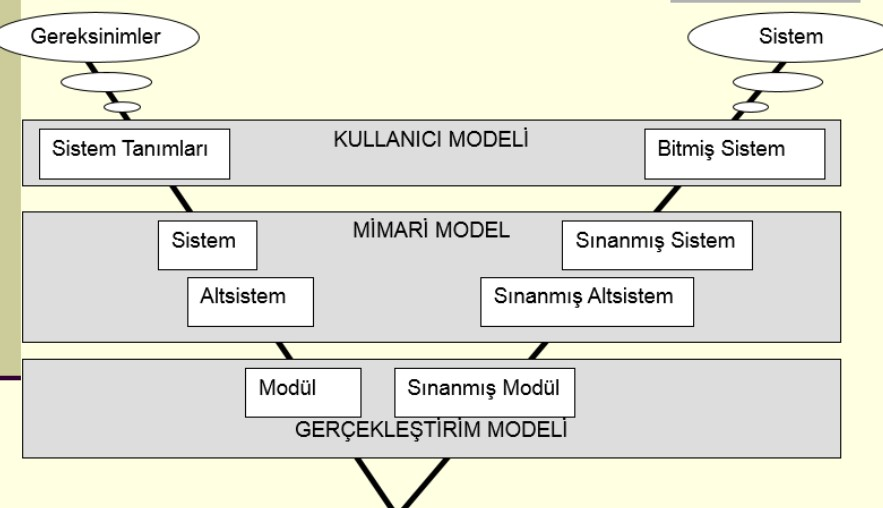 Gereksinimler
Sistem
KULLANICI MODELİ
Sistem Tanımları
Bitmiş Sistem
MİMARİ MODEL
Sistem
Sınanmış Sistem
Altsistem
Sınanmış Altsistem
Modül
Sınanmış Modül
GERÇEKLEŞTİRİM MODELİ